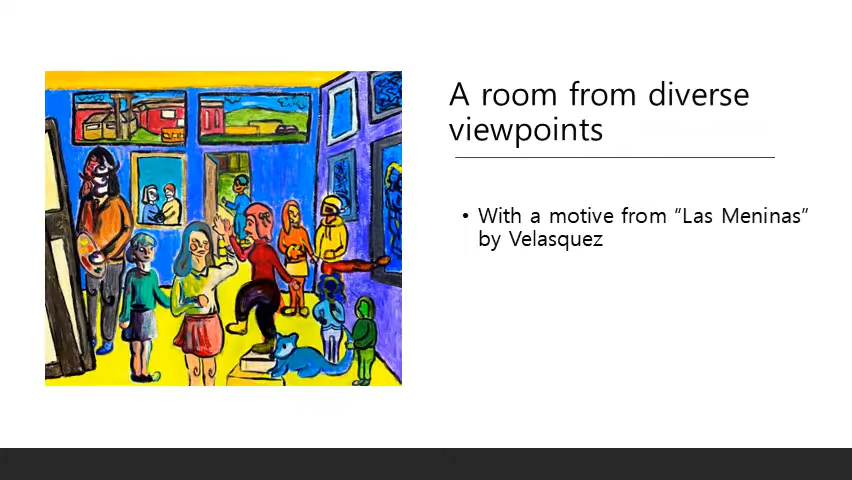 A room from diverse
viewpoints
• With a motive from “Las Meninas”
by Velasquez